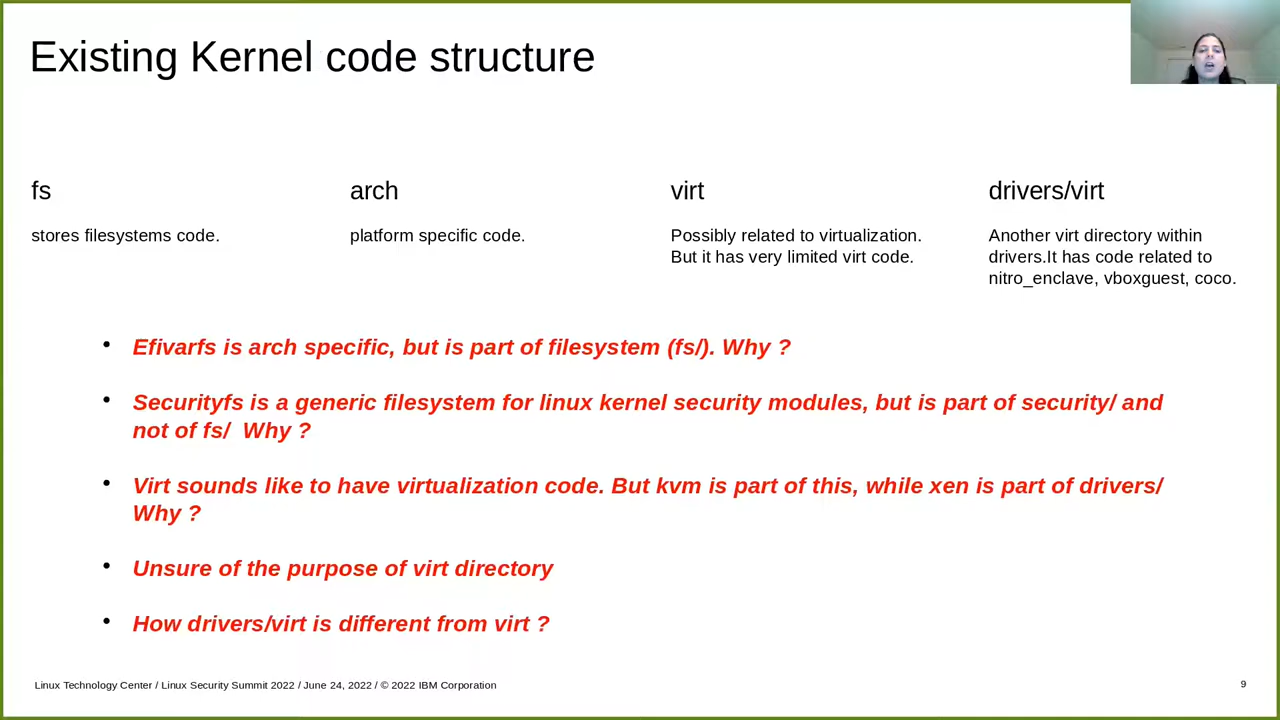 Existing Kernel code structure
fs
stores filesystems code.
arch
platform specific code.
virt
Possibly related to virtualization.
But it has very limited virt code.
drivers/virt
Another virt directory within
drivers.It has code related to
nitro_enclave, vboxguest, coco.
• Efivarfs is arch specific, but is part of filesystem (fs/). Why ?
• Securityfs is a generic filesystem for linux kernel security modules, but is part of security/ and
not of fs/  Why ?
• Virt sounds like to have virtualization code. But kvm is part of this, while xen is part of drivers/
Why ?
• Unsure of the purpose of virt directory
• How drivers/virt is different from virt ?
Linux Technology Center / Linux Security Summit 2022 / June 24, 2022 / © 2022 IBM Corporation
9